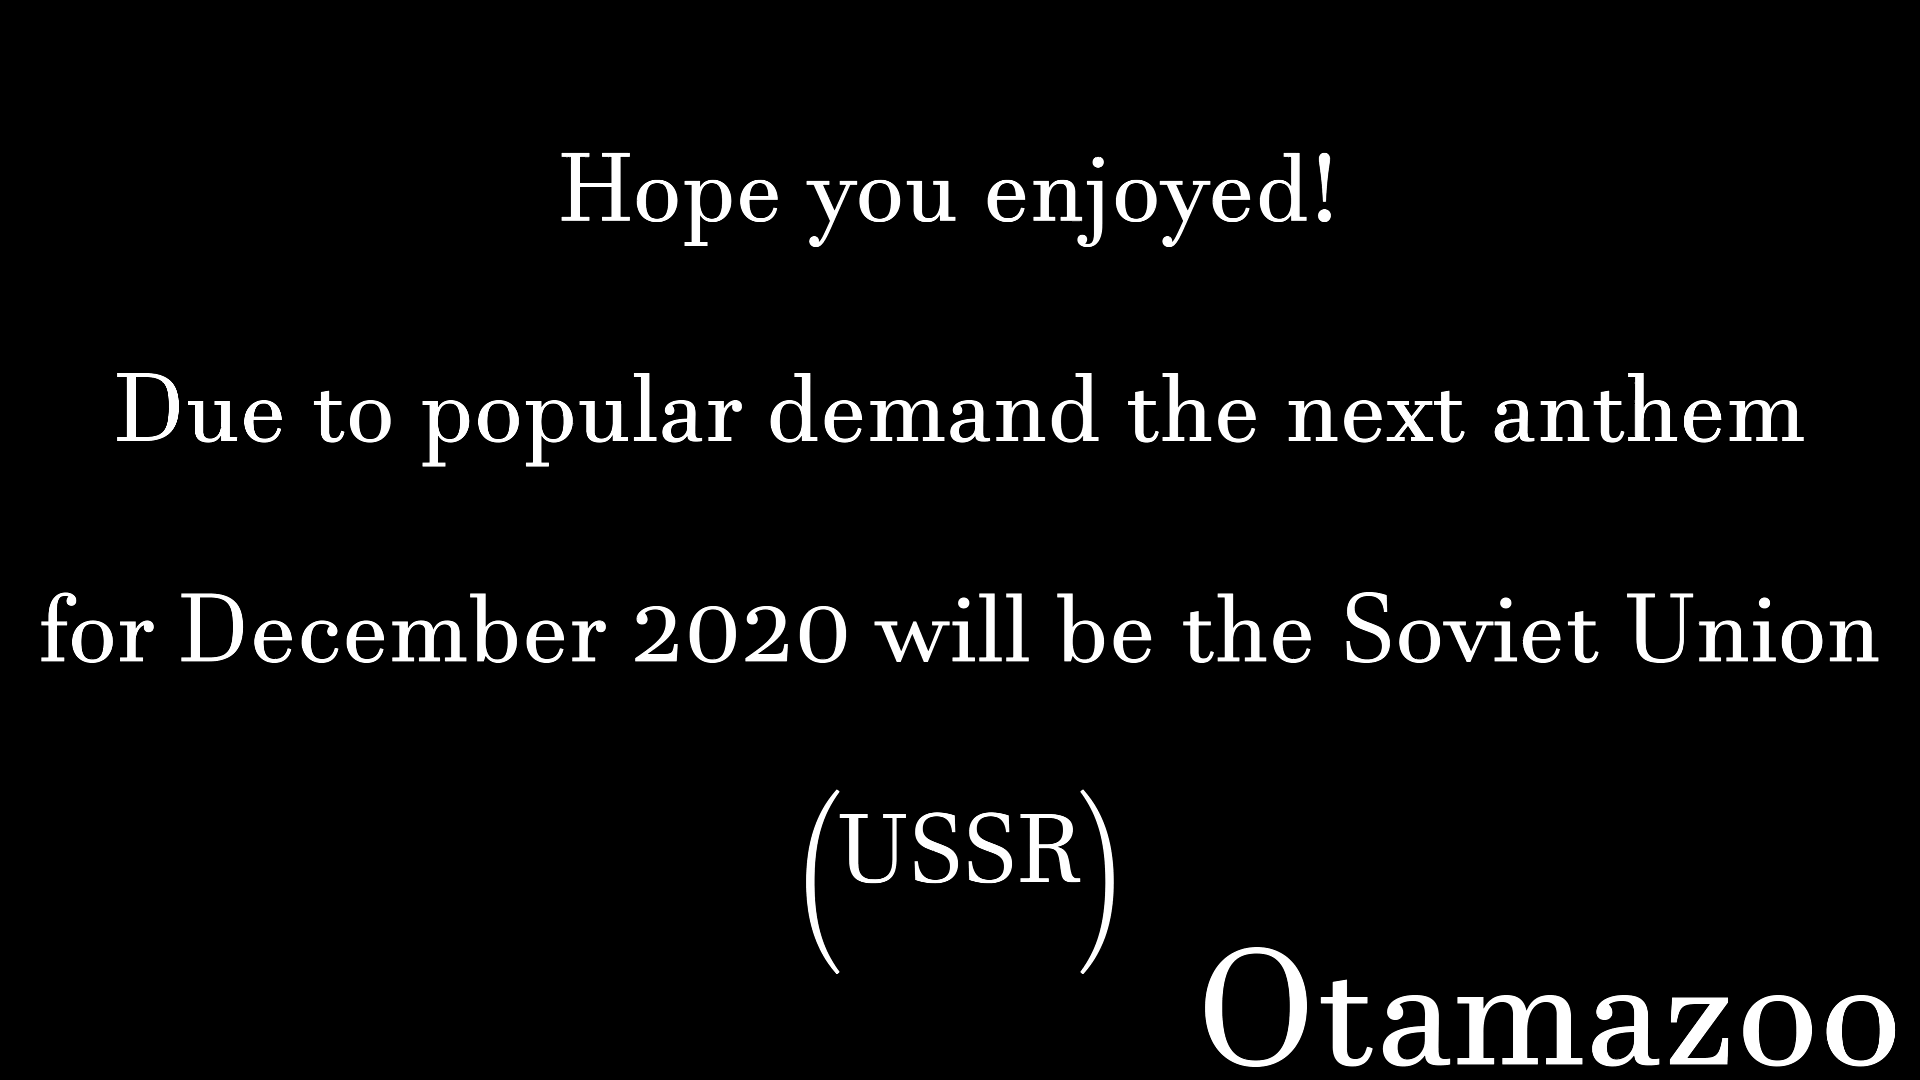 Hope you enjoyed!
Due to popular demand the next anthem
for December 2020 will be the Soviet Union
(USSR)
Otamazoo